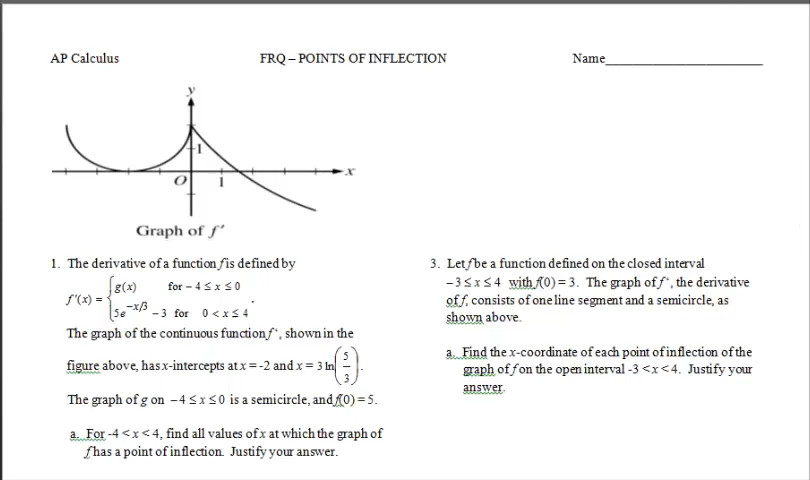 AP Calculus FRQ – POINTS OF INFLECTION Name_______________________
y
1
O 1 x
Graph of f′
1. The derivative of a function f is defined by
f'(x) = { g(x) for − 4 ≤ x ≤ 0
5e^(−x/3) − 3 for 0 < x ≤ 4 .
The graph of the continuous function f', shown in the
figure above, has x-intercepts at x = -2 and x = 3 ln(5/3).
The graph of g on − 4 ≤ x ≤ 0 is a semicircle, and f(0) = 5.
a. For -4 < x < 4, find all values of x at which the graph of
f has a point of inflection. Justify your answer.
3. Let f be a function defined on the closed interval
− 3 ≤ x ≤ 4 with f(0) = 3. The graph of f', the derivative
of f, consists of one line segment and a semicircle, as
shown above.
a. Find the x-coordinate of each point of inflection of the
graph of f on the open interval -3 < x < 4. Justify your
answer.